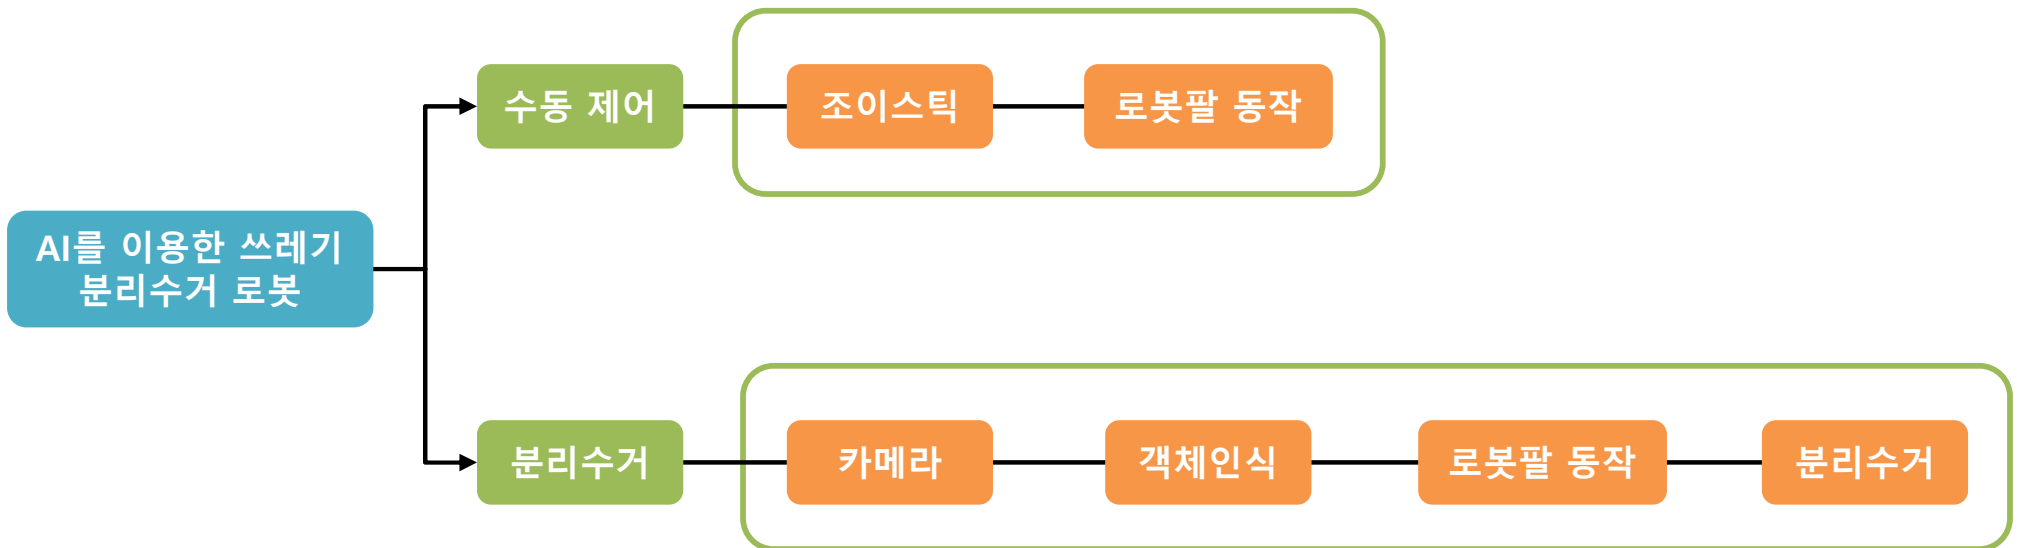 수동 제어
조이스틱
로봇팔 동작
AI를 이용한 쓰레기
분리수거 로봇
분리수거
카메라
객체인식
로봇팔 동작
분리수거